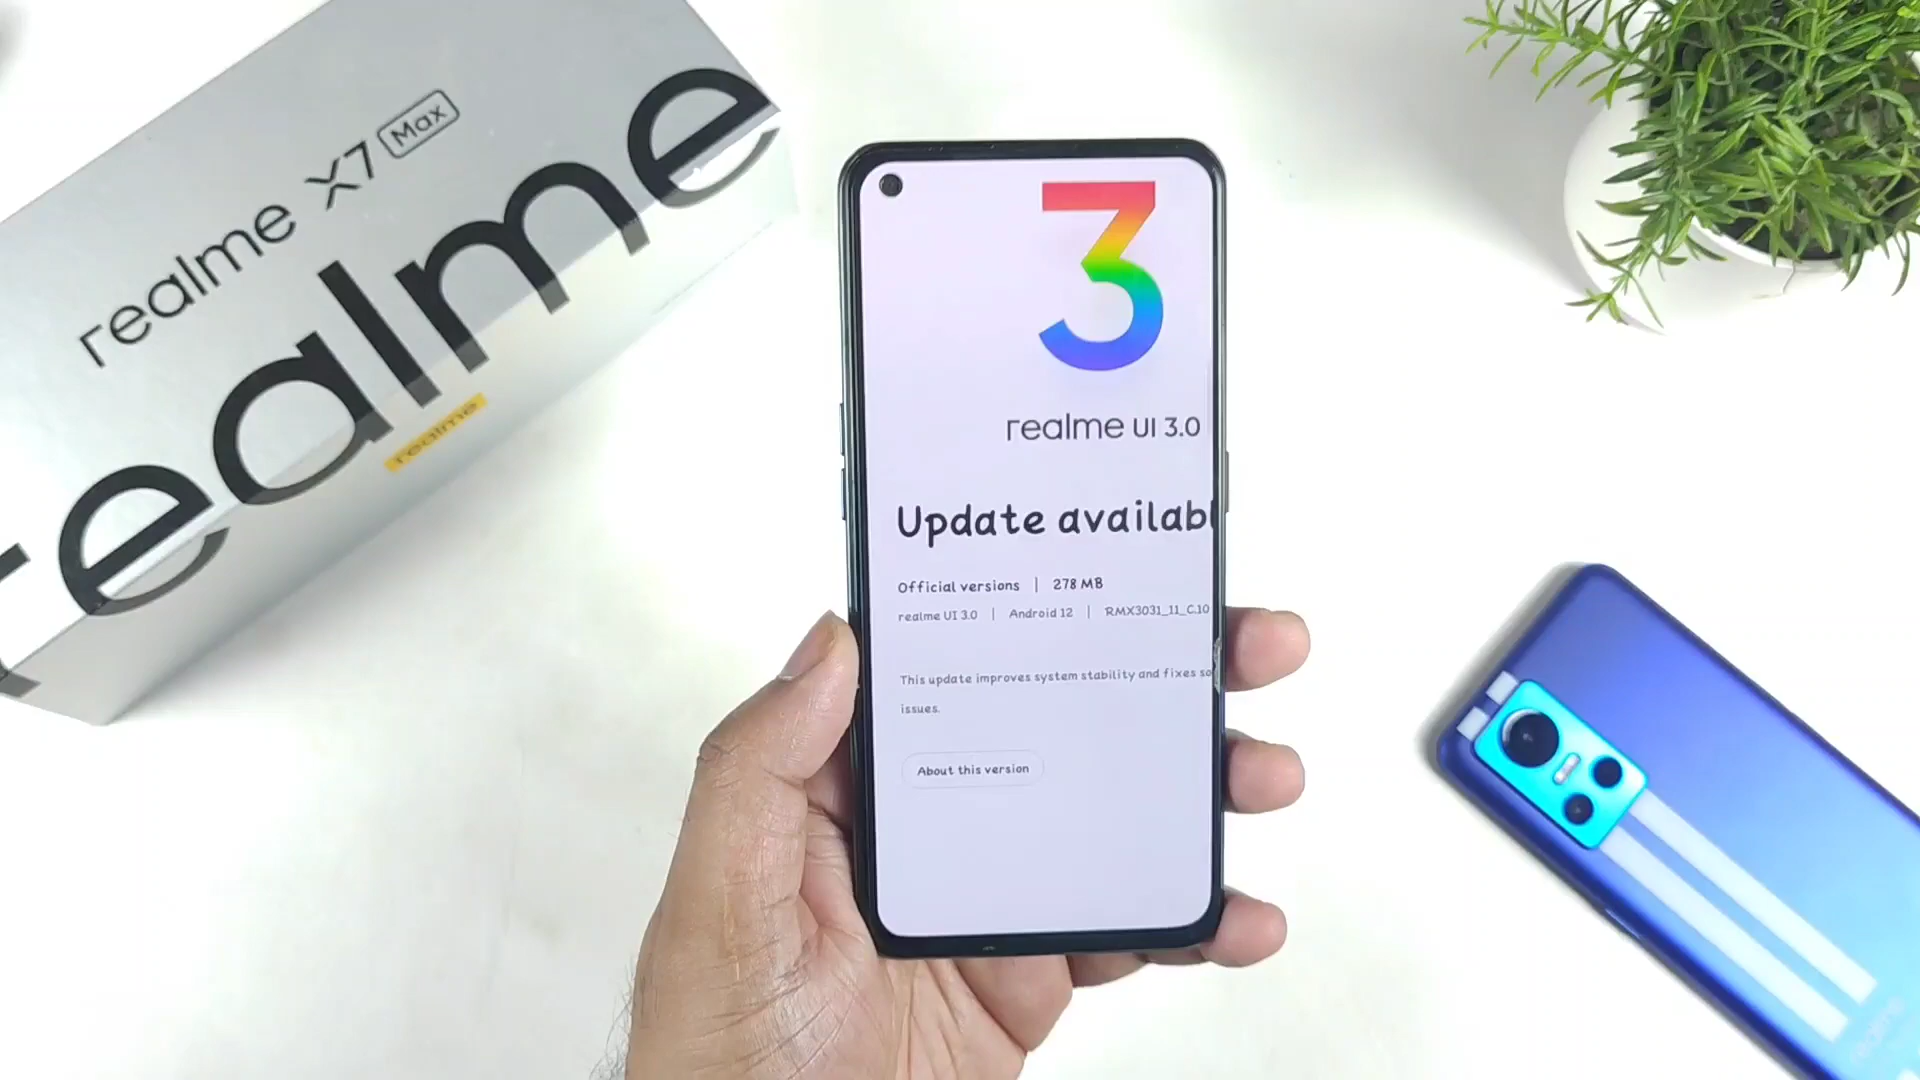 realme X7 Max
realme
realme
3
realme UI 3.0
Update availabl
Official versions | 278 MB
realme UI 3.0 | Android 12 | RMX3031_11_C.10
This update improves system stability and fixes so
issues.
About this version